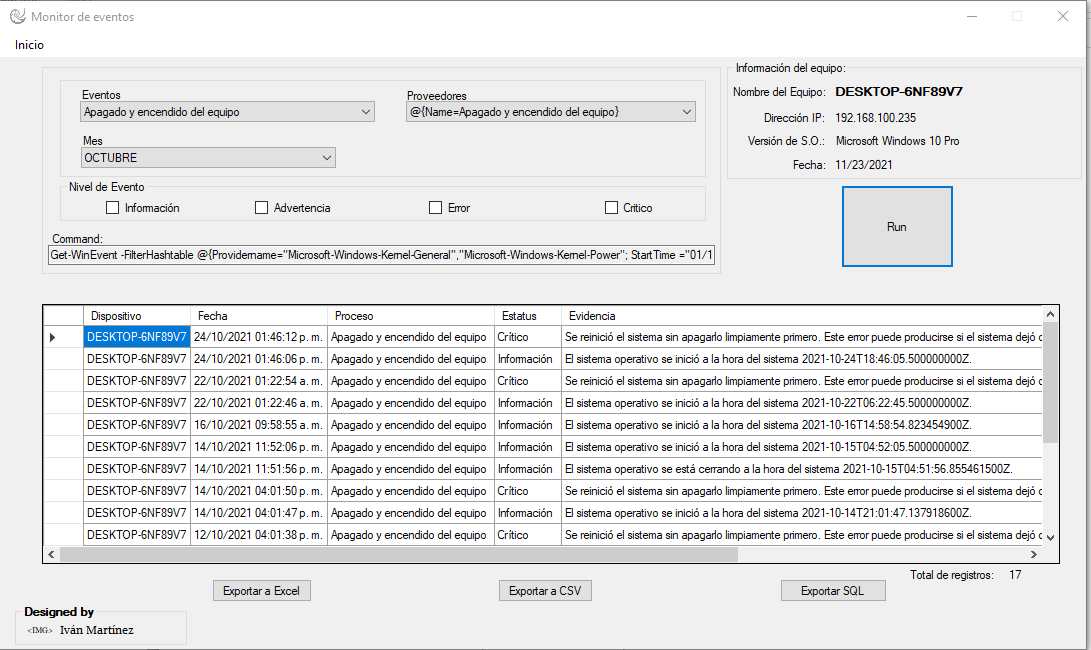 Monitor de eventos
Inicio
Eventos
Apagado y encendido del equipo
Proveedores
@{Name=Apagado y encendido del equipo}
Mes
OCTUBRE
Nivel de Evento
Información Advertencia Error Critico
Command:
Get-WinEvent -FilterHashtable @{Providername="Microsoft-Windows-Kernel-General","Microsoft-Windows-Kernel-Power"; StartTime ="01/1
Información del equipo:
Nombre del Equipo: DESKTOP-6NF89V7
Dirección IP: 192.168.100.235
Versión de S.O.: Microsoft Windows 10 Pro
Fecha: 11/23/2021
Run
Dispositivo Fecha Proceso Estatus Evidencia
DESKTOP-6NF89V7 24/10/2021 01:46:12 p. m. Apagado y encendido del equipo Crítico Se reinició el sistema sin apagarlo limpiamente primero. Este error puede producirse si el sistema dejó c
DESKTOP-6NF89V7 24/10/2021 01:46:06 p. m. Apagado y encendido del equipo Información El sistema operativo se inició a la hora del sistema 2021-10-24T18:46:05.500000000Z.
DESKTOP-6NF89V7 22/10/2021 01:22:54 a. m. Apagado y encendido del equipo Crítico Se reinició el sistema sin apagarlo limpiamente primero. Este error puede producirse si el sistema dejó c
DESKTOP-6NF89V7 22/10/2021 01:22:46 a. m. Apagado y encendido del equipo Información El sistema operativo se inició a la hora del sistema 2021-10-22T06:22:45.500000000Z.
DESKTOP-6NF89V7 16/10/2021 09:58:55 a. m. Apagado y encendido del equipo Información El sistema operativo se inició a la hora del sistema 2021-10-16T14:58:54.823454900Z.
DESKTOP-6NF89V7 14/10/2021 11:52:06 p. m. Apagado y encendido del equipo Información El sistema operativo se inició a la hora del sistema 2021-10-15T04:52:05.500000000Z.
DESKTOP-6NF89V7 14/10/2021 11:51:56 p. m. Apagado y encendido del equipo Información El sistema operativo se está cerrando a la hora del sistema 2021-10-15T04:51:56.855461500Z.
DESKTOP-6NF89V7 14/10/2021 04:01:50 p. m. Apagado y encendido del equipo Crítico Se reinició el sistema sin apagarlo limpiamente primero. Este error puede producirse si el sistema dejó c
DESKTOP-6NF89V7 14/10/2021 04:01:47 p. m. Apagado y encendido del equipo Información El sistema operativo se inició a la hora del sistema 2021-10-14T21:01:47.137918600Z.
DESKTOP-6NF89V7 12/10/2021 04:01:38 p. m. Apagado y encendido del equipo Crítico Se reinició el sistema sin apagarlo limpiamente primero. Este error puede producirse si el sistema dejó c
Total de registros: 17
Exportar a Excel Exportar a CSV Exportar SQL
Designed by
<IMG> Iván Martínez